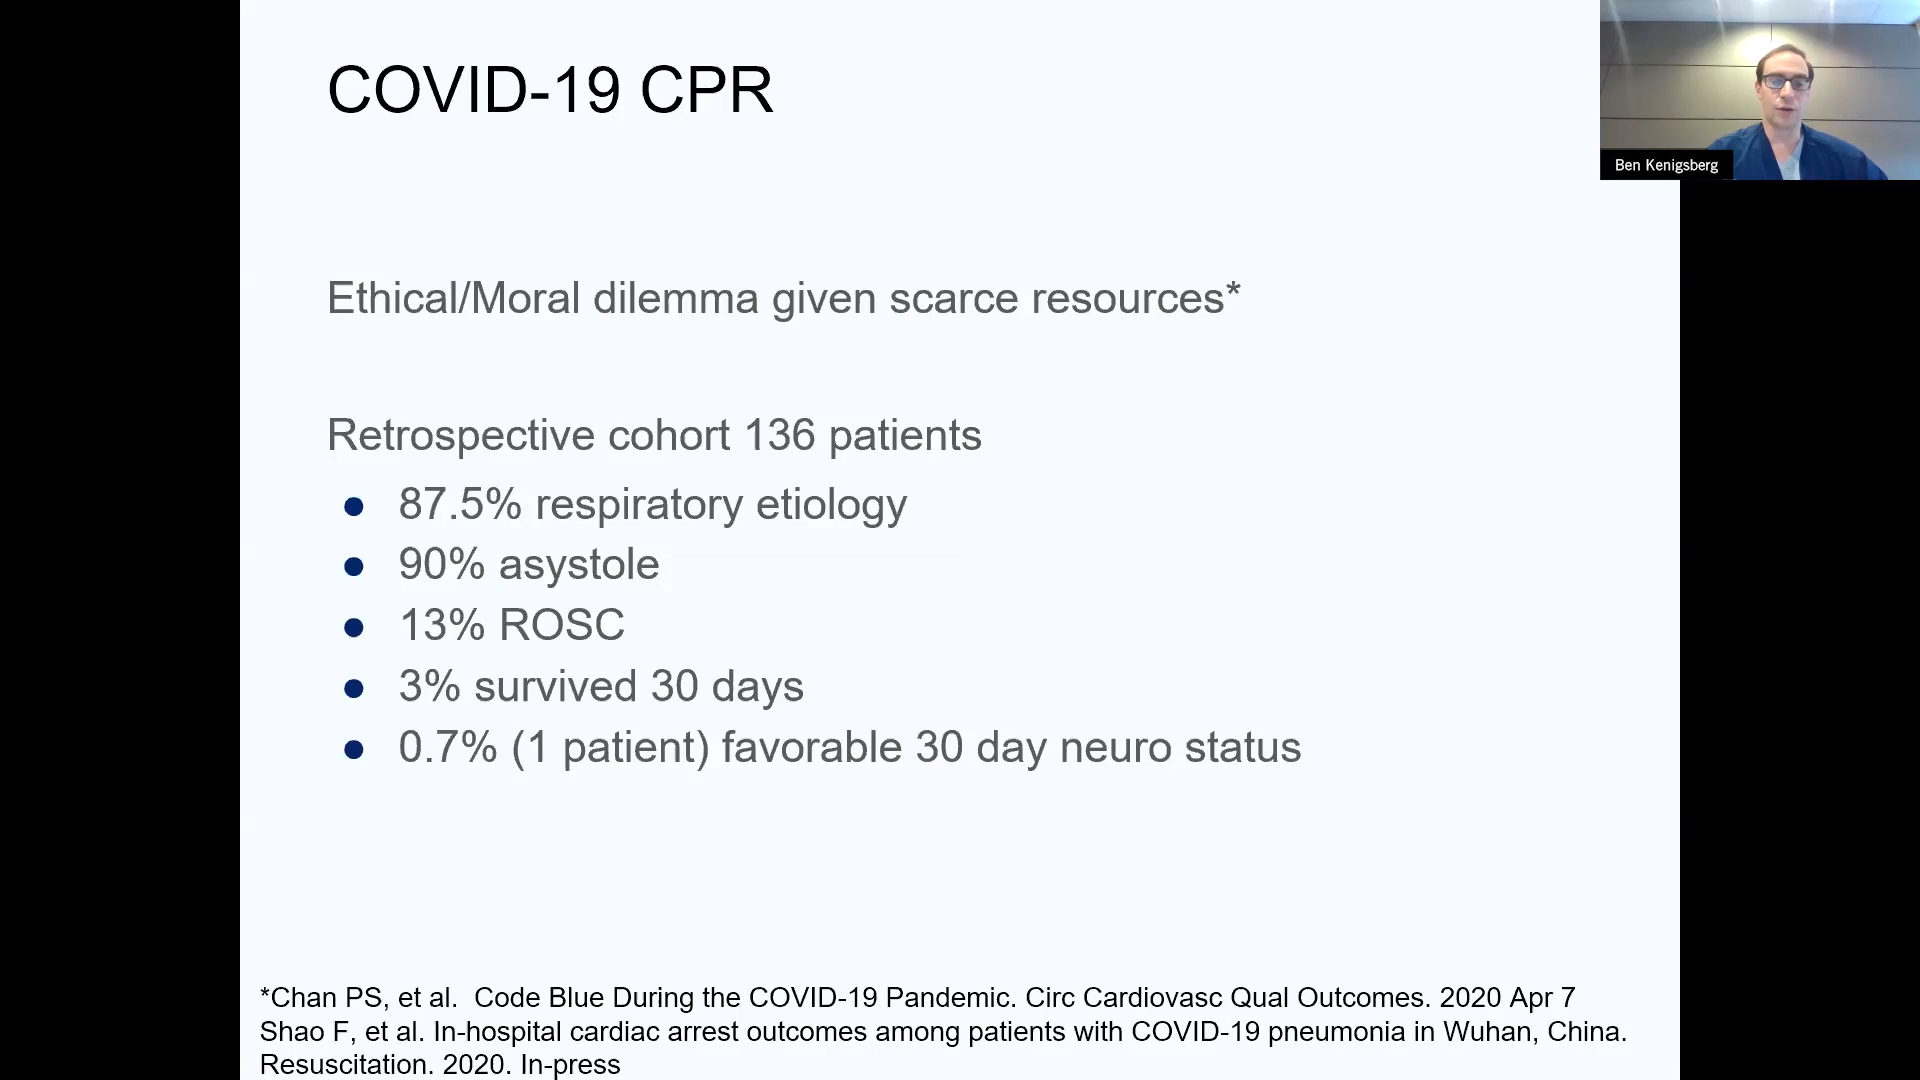 COVID-19 CPR
Ben Kenigsberg
Ethical/Moral dilemma given scarce resources*
Retrospective cohort 136 patients
● 87.5% respiratory etiology
● 90% asystole
● 13% ROSC
● 3% survived 30 days
● 0.7% (1 patient) favorable 30 day neuro status
*Chan PS, et al.  Code Blue During the COVID-19 Pandemic. Circ Cardiovasc Qual Outcomes. 2020 Apr 7
Shao F, et al. In-hospital cardiac arrest outcomes among patients with COVID-19 pneumonia in Wuhan, China.
Resuscitation. 2020. In-press